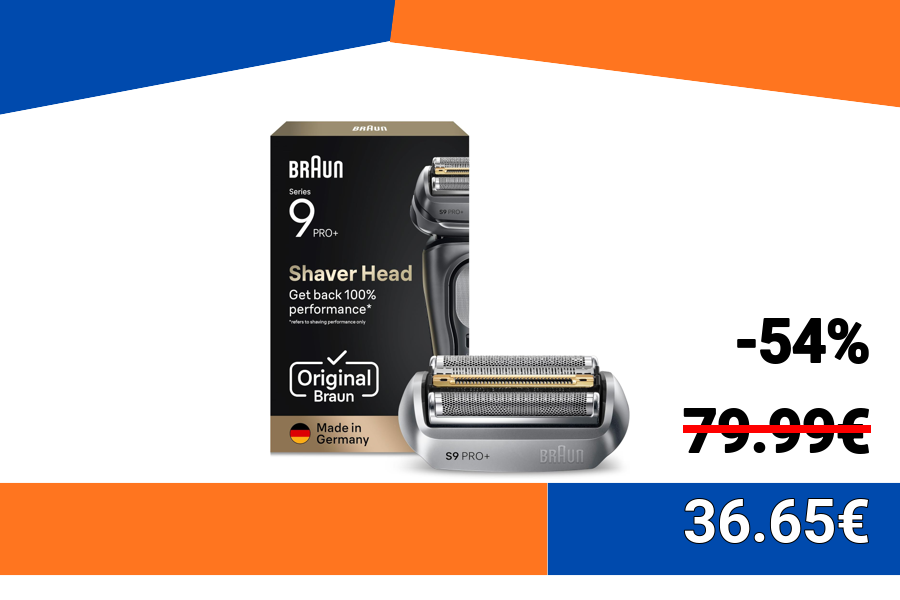 BRAUN
BRAUN
Series
9
PRO+
Shaver Head
Get back 100%
performance*
*refers to shaving performance only
Original
Braun
Made in
Germany
S9 PRO+
S9 PRO+ BRAUN
-54%
79.99€
36.65€